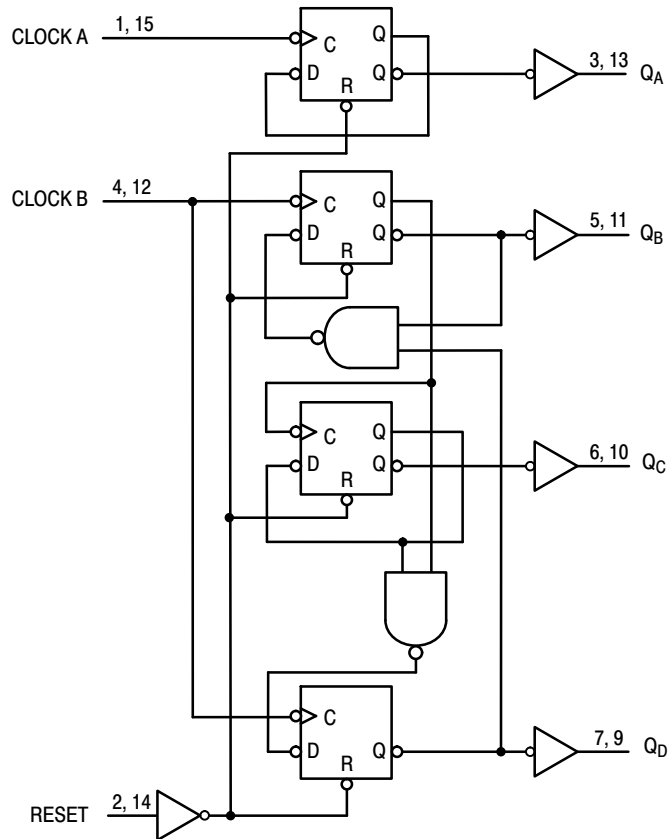 CLOCK A 1, 15 C Q
D Q 3, 13 QA
R
CLOCK B 4, 12 C Q
D Q 5, 11 QB
R
C Q
D Q 6, 10 QC
R
C
D Q 7, 9 QD
R
RESET 2, 14